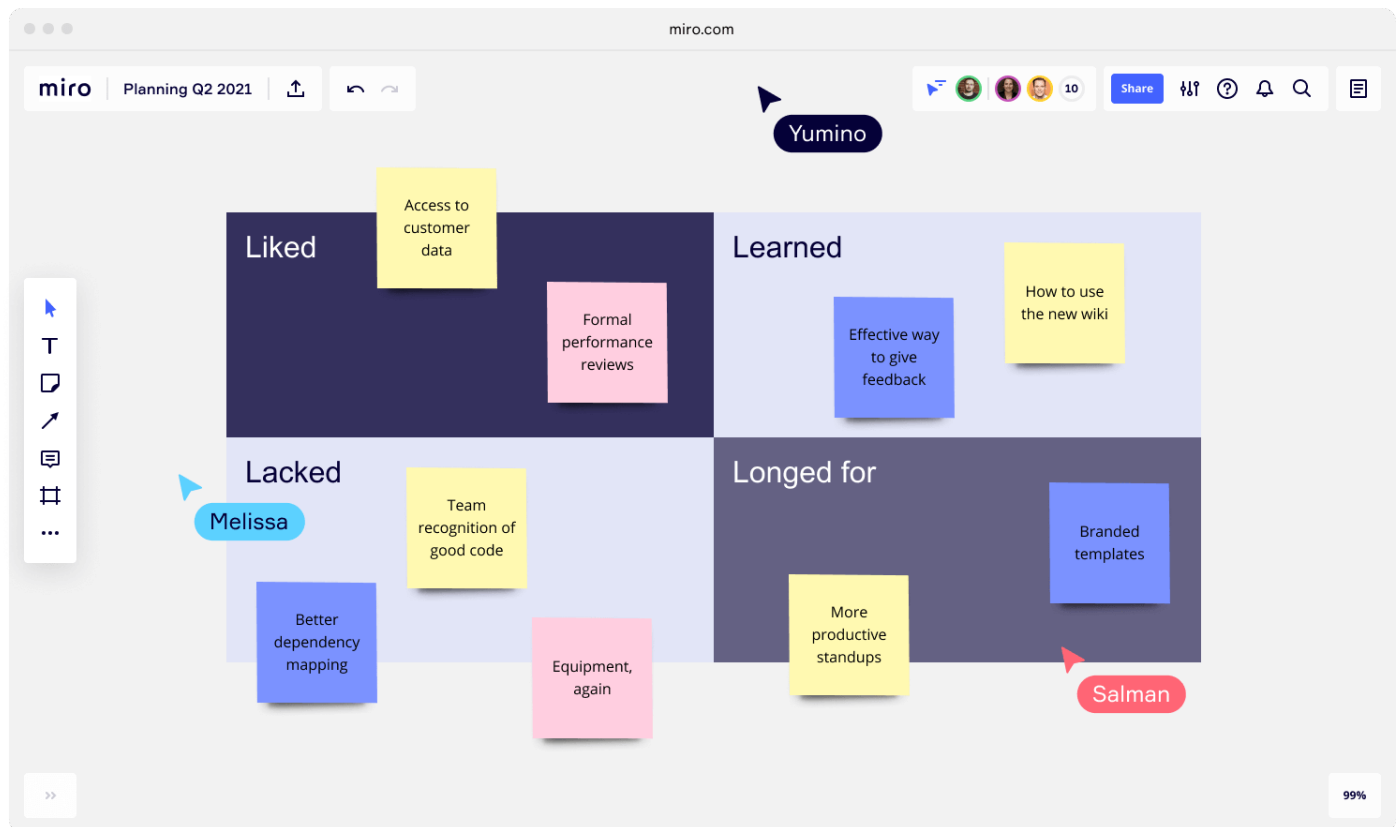 miro.com
miro
Planning Q2 2021
10
Share
Yumino
Liked
Access to
customer
data
Formal
performance
reviews
Learned
Effective way
to give
feedback
How to use
the new wiki
T
Lacked
Team
recognition of
good code
Melissa
Better
dependency
mapping
Equipment,
again
Longed for
Branded
templates
More
productive
standups
Salman
99%